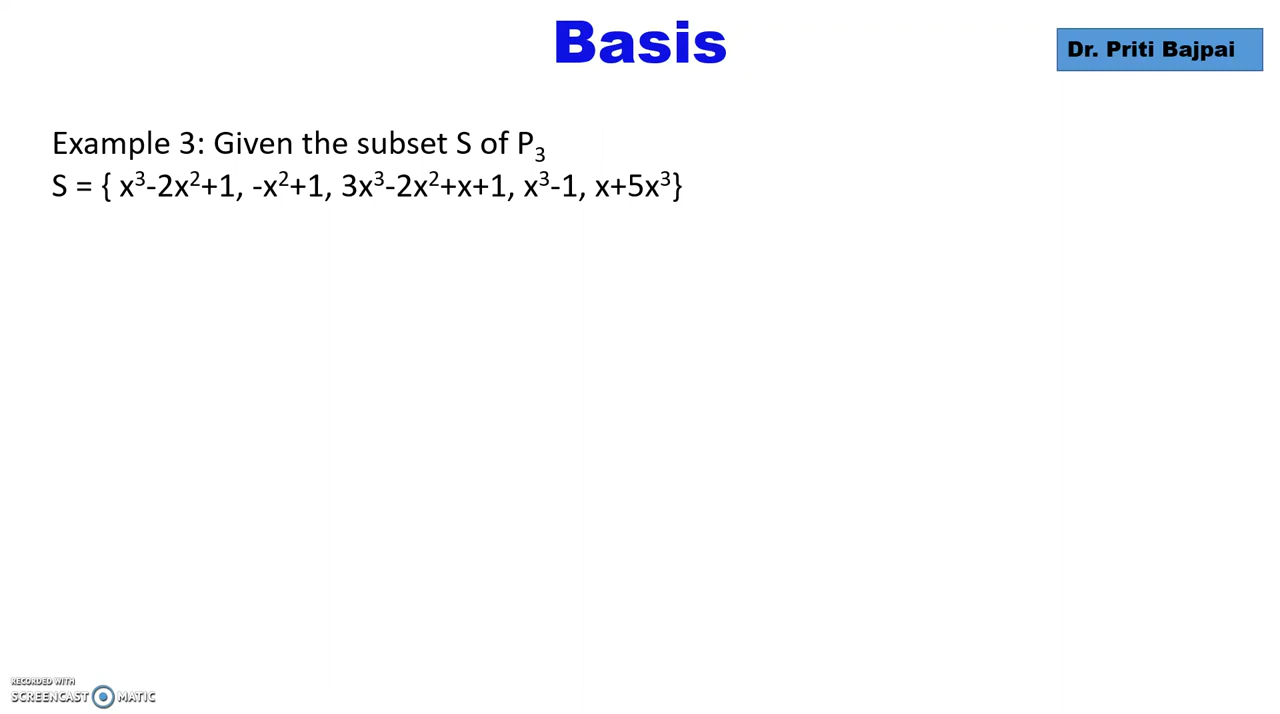 Basis
Dr. Priti Bajpai
Example 3: Given the subset S of P₃
S = { x³-2x²+1, -x²+1, 3x³-2x²+x+1, x³-1, x+5x³}
RECORDED WITH
SCREENCAST MATIC